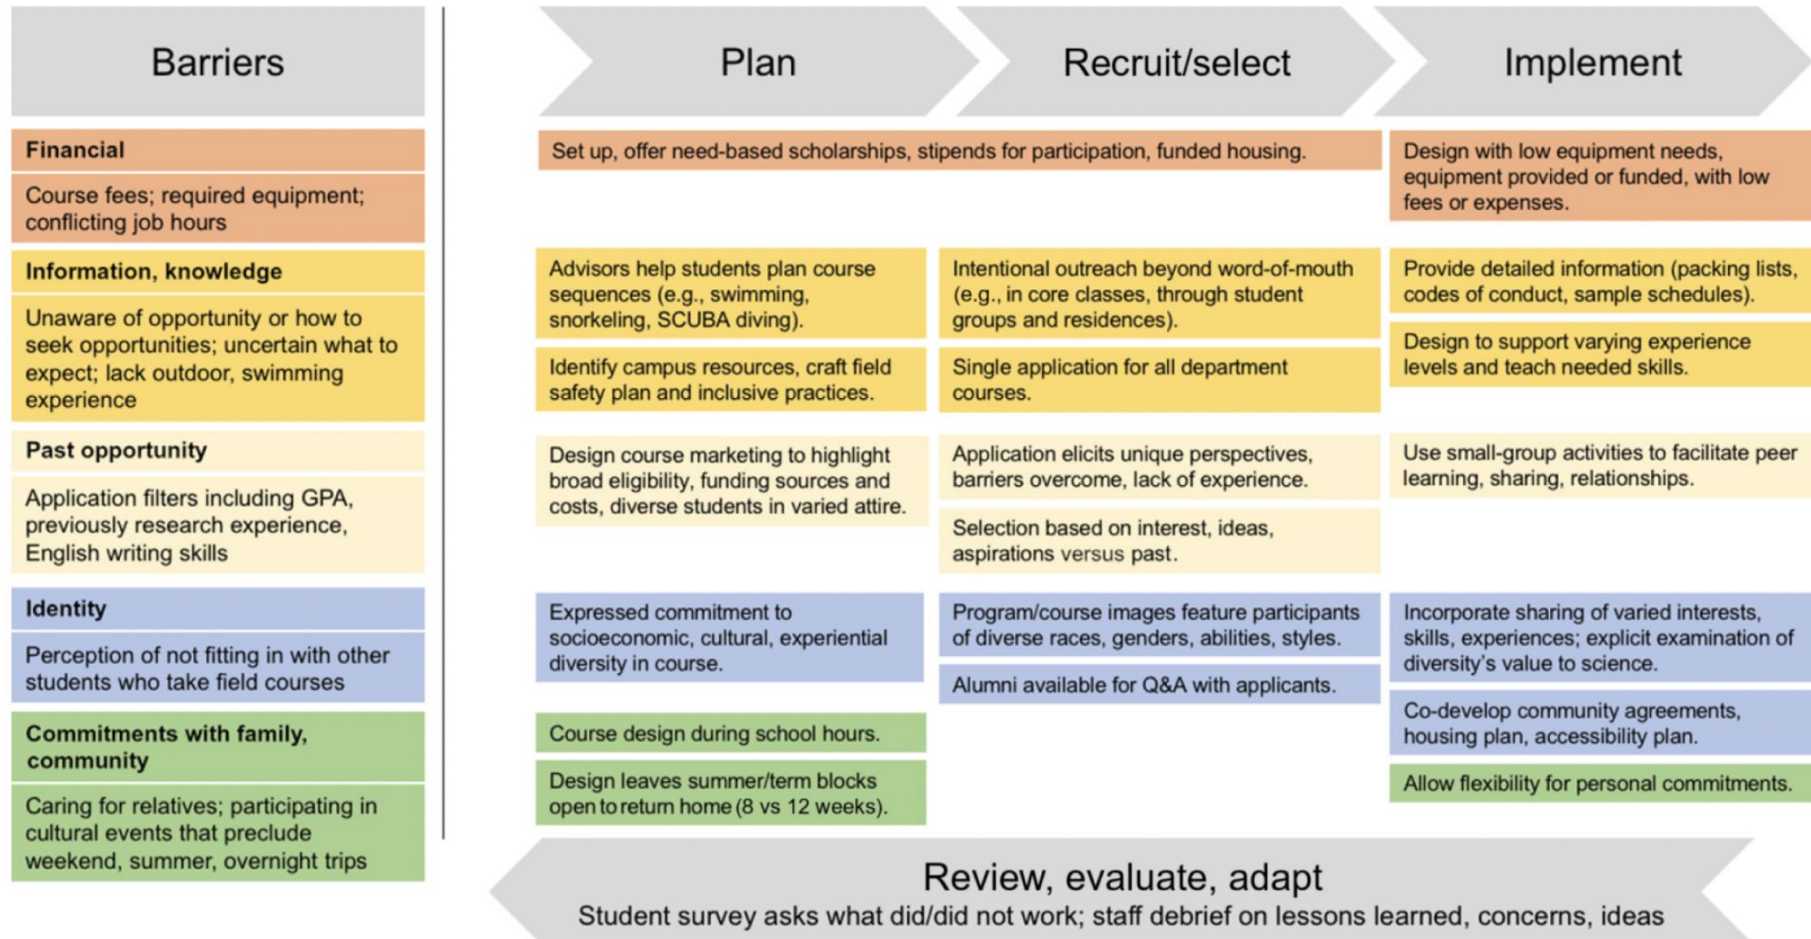 Barriers
Plan
Recruit/select
Implement
Financial
Course fees; required equipment;
conflicting job hours
Set up, offer need-based scholarships, stipends for participation, funded housing.
Design with low equipment needs,
equipment provided or funded, with low
fees or expenses.
Information, knowledge
Unaware of opportunity or how to
seek opportunities; uncertain what to
expect; lack outdoor, swimming
experience
Advisors help students plan course
sequences (e.g., swimming,
snorkeling, SCUBA diving).
Identify campus resources, craft field
safety plan and inclusive practices.
Intentional outreach beyond word-of-mouth
(e.g., in core classes, through student
groups and residences).
Single application for all department
courses.
Provide detailed information (packing lists,
codes of conduct, sample schedules).
Design to support varying experience
levels and teach needed skills.
Past opportunity
Application filters including GPA,
previously research experience,
English writing skills
Design course marketing to highlight
broad eligibility, funding sources and
costs, diverse students in varied attire.
Application elicits unique perspectives,
barriers overcome, lack of experience.
Selection based on interest, ideas,
aspirations versus past.
Use small-group activities to facilitate peer
learning, sharing, relationships.
Identity
Perception of not fitting in with other
students who take field courses
Expressed commitment to
socioeconomic, cultural, experiential
diversity in course.
Program/course images feature participants
of diverse races, genders, abilities, styles.
Alumni available for Q&A with applicants.
Incorporate sharing of varied interests,
skills, experiences; explicit examination of
diversity's value to science.
Co-develop community agreements,
housing plan, accessibility plan.
Commitments with family,
community
Caring for relatives; participating in
cultural events that preclude
weekend, summer, overnight trips
Course design during school hours.
Design leaves summer/term blocks
open to return home (8 vs 12 weeks).
Allow flexibility for personal commitments.
Review, evaluate, adapt
Student survey asks what did/did not work; staff debrief on lessons learned, concerns, ideas